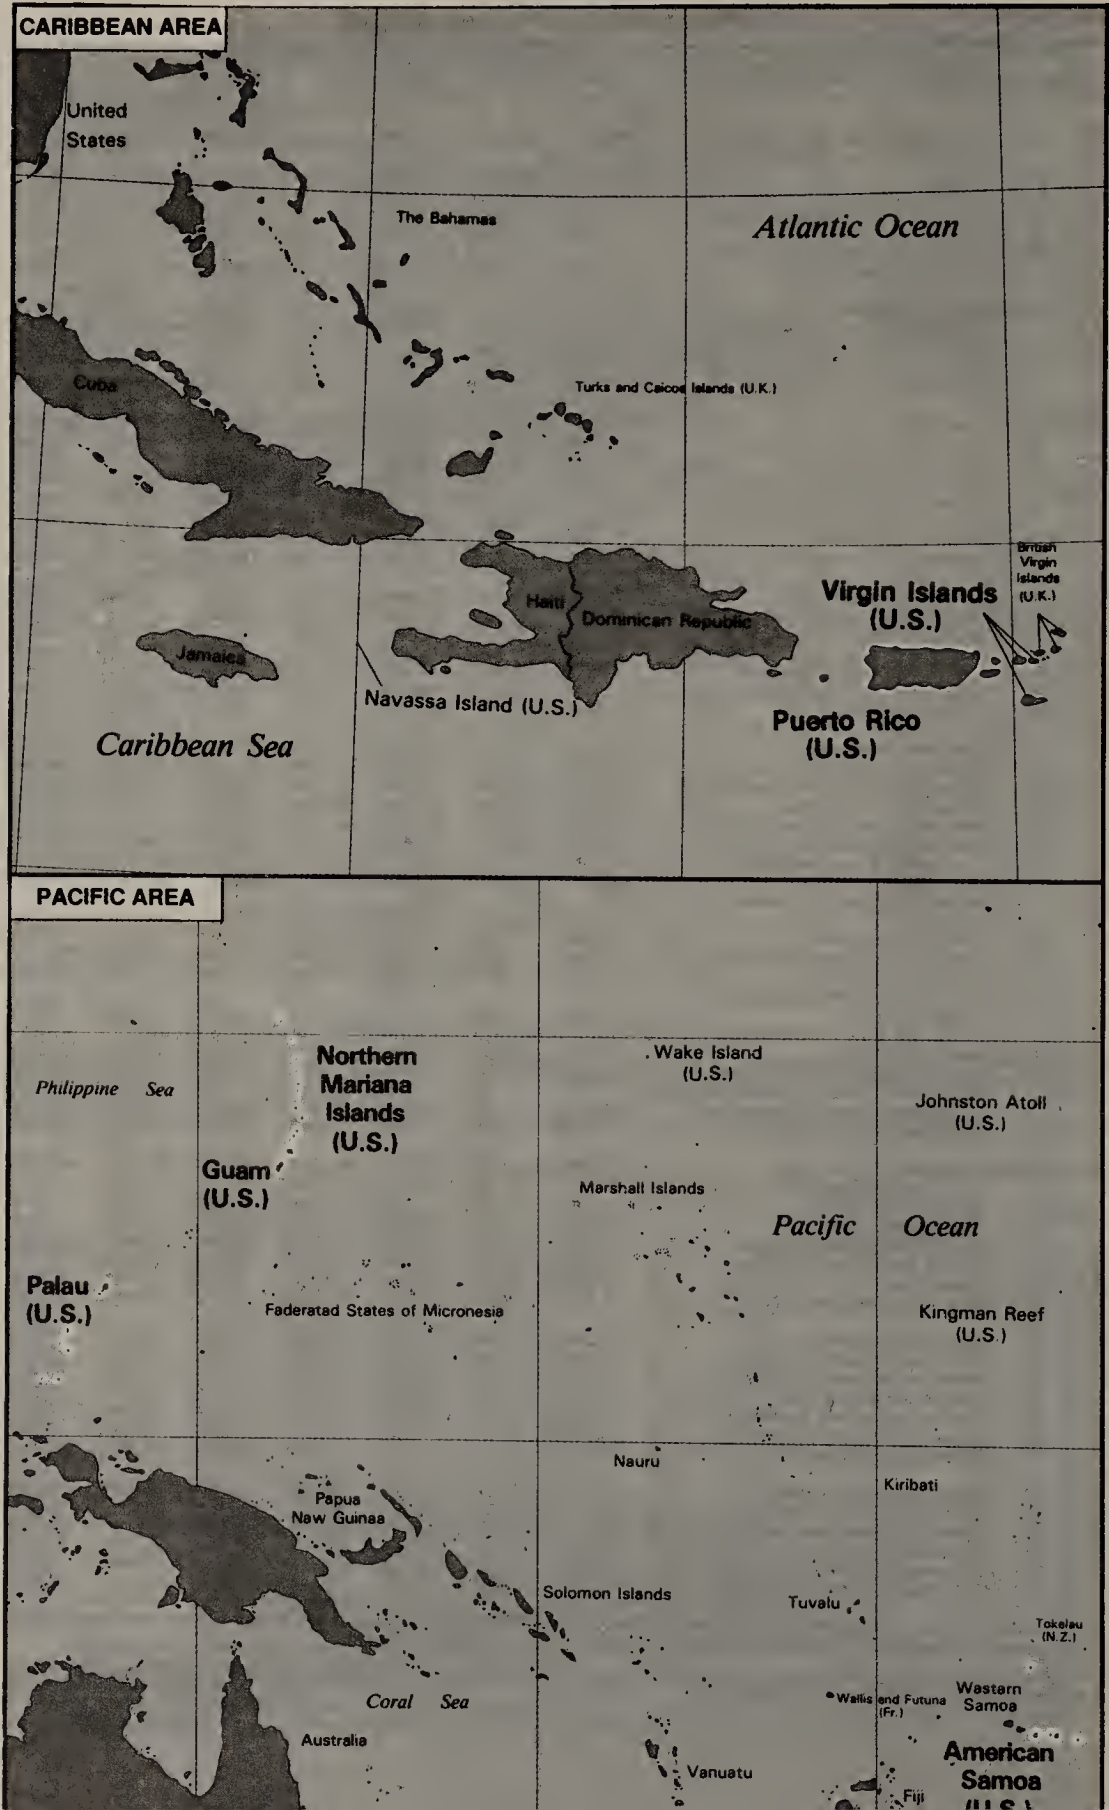 CARIBBEAN AREA
United
States
The Bahamas
Atlantic Ocean
Cuba
Turks and Caicos Islands (U.K.)
British
Virgin
Islands
(U.K.)
Virgin Islands
(U.S.)
Haiti
Dominican Republic
Jamaica
Navassa Island (U.S.)
Puerto Rico
(U.S.)
Caribbean Sea
PACIFIC AREA
Northern
Mariana
Islands
(U.S.)
Wake Island
(U.S.)
Philippine Sea
Johnston Atoll
(U.S.)
Guam
(U.S.)
Marshall Islands
Pacific Ocean
Palau
(U.S.)
Faderatad States of Micronesia
Kingman Reef
(U.S.)
Nauru
Kiribati
Papua
Naw Guinaa
Solomon Islands
Tuvalu
Tokelau
(N.Z.)
Coral Sea
Wallis and Futuna
(Fr.)
Wastarn
Samoa
Australia
American
Samoa
(U.S.)
Vanuatu
Fiji